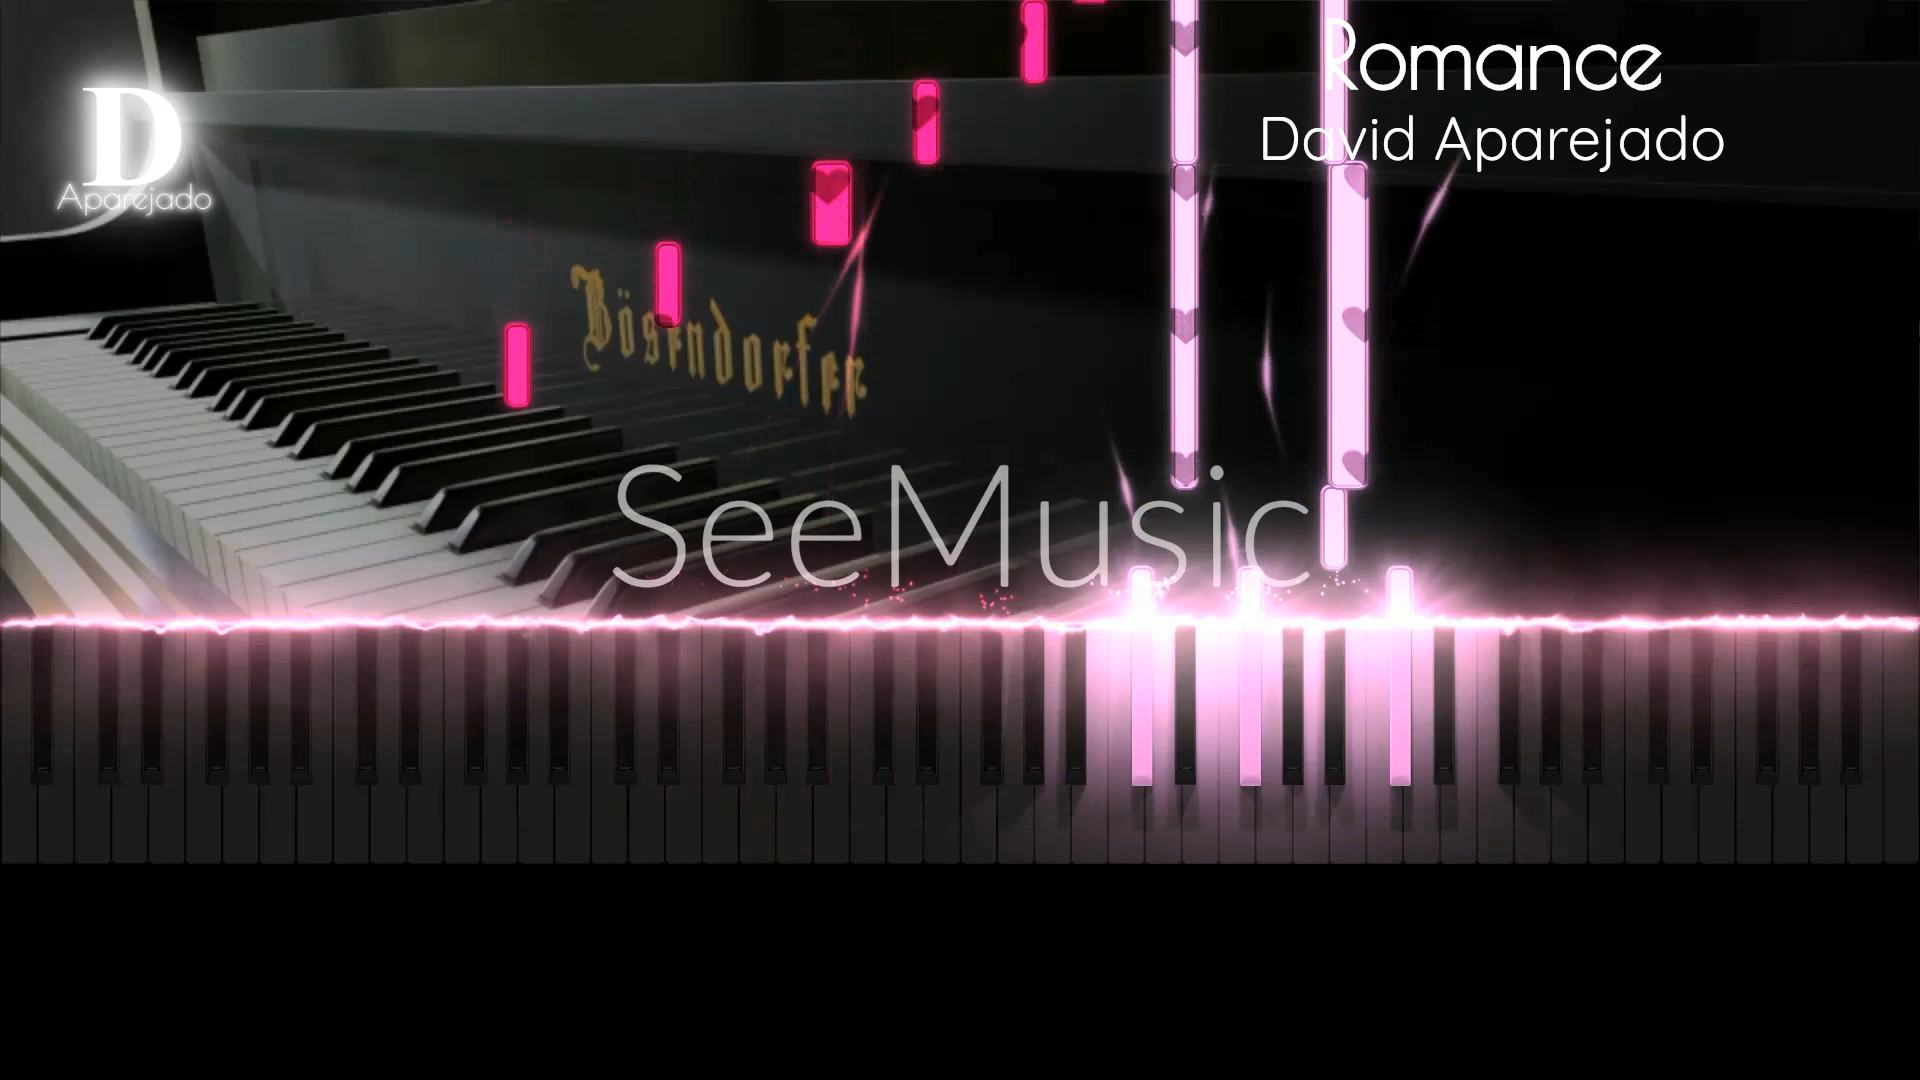 Romance
David Aparejado
D
Aparejado
Bösendorfer
SeeMusic